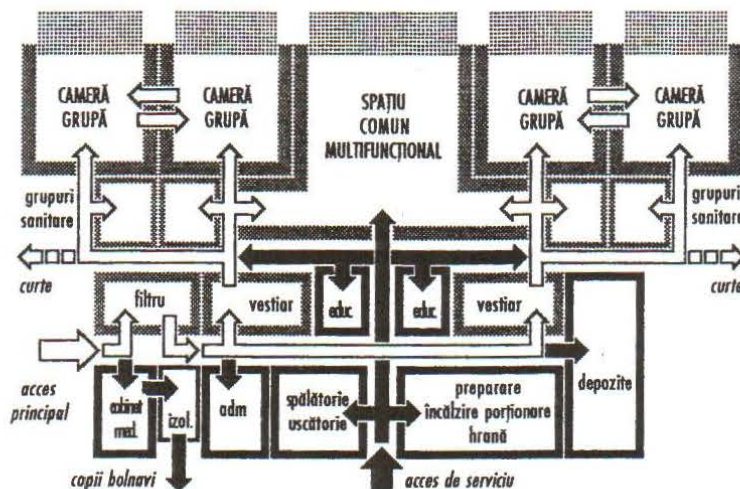 CAMERĂ
GRUPĂ
CAMERĂ
GRUPĂ
SPAȚIU
COMUN
MULTIFUNCȚIONAL
CAMERĂ
GRUPĂ
CAMERĂ
GRUPĂ
grupuri
sanitare
grupuri
sanitare
curte
curte
filtru
vestiar
educ.
educ.
vestiar
acces
principal
cabinet
med.
izol.
adm
spălătorie
uscătorie
preparare
încălzire porționare
hrană
depozite
copii bolnavi
acces de serviciu